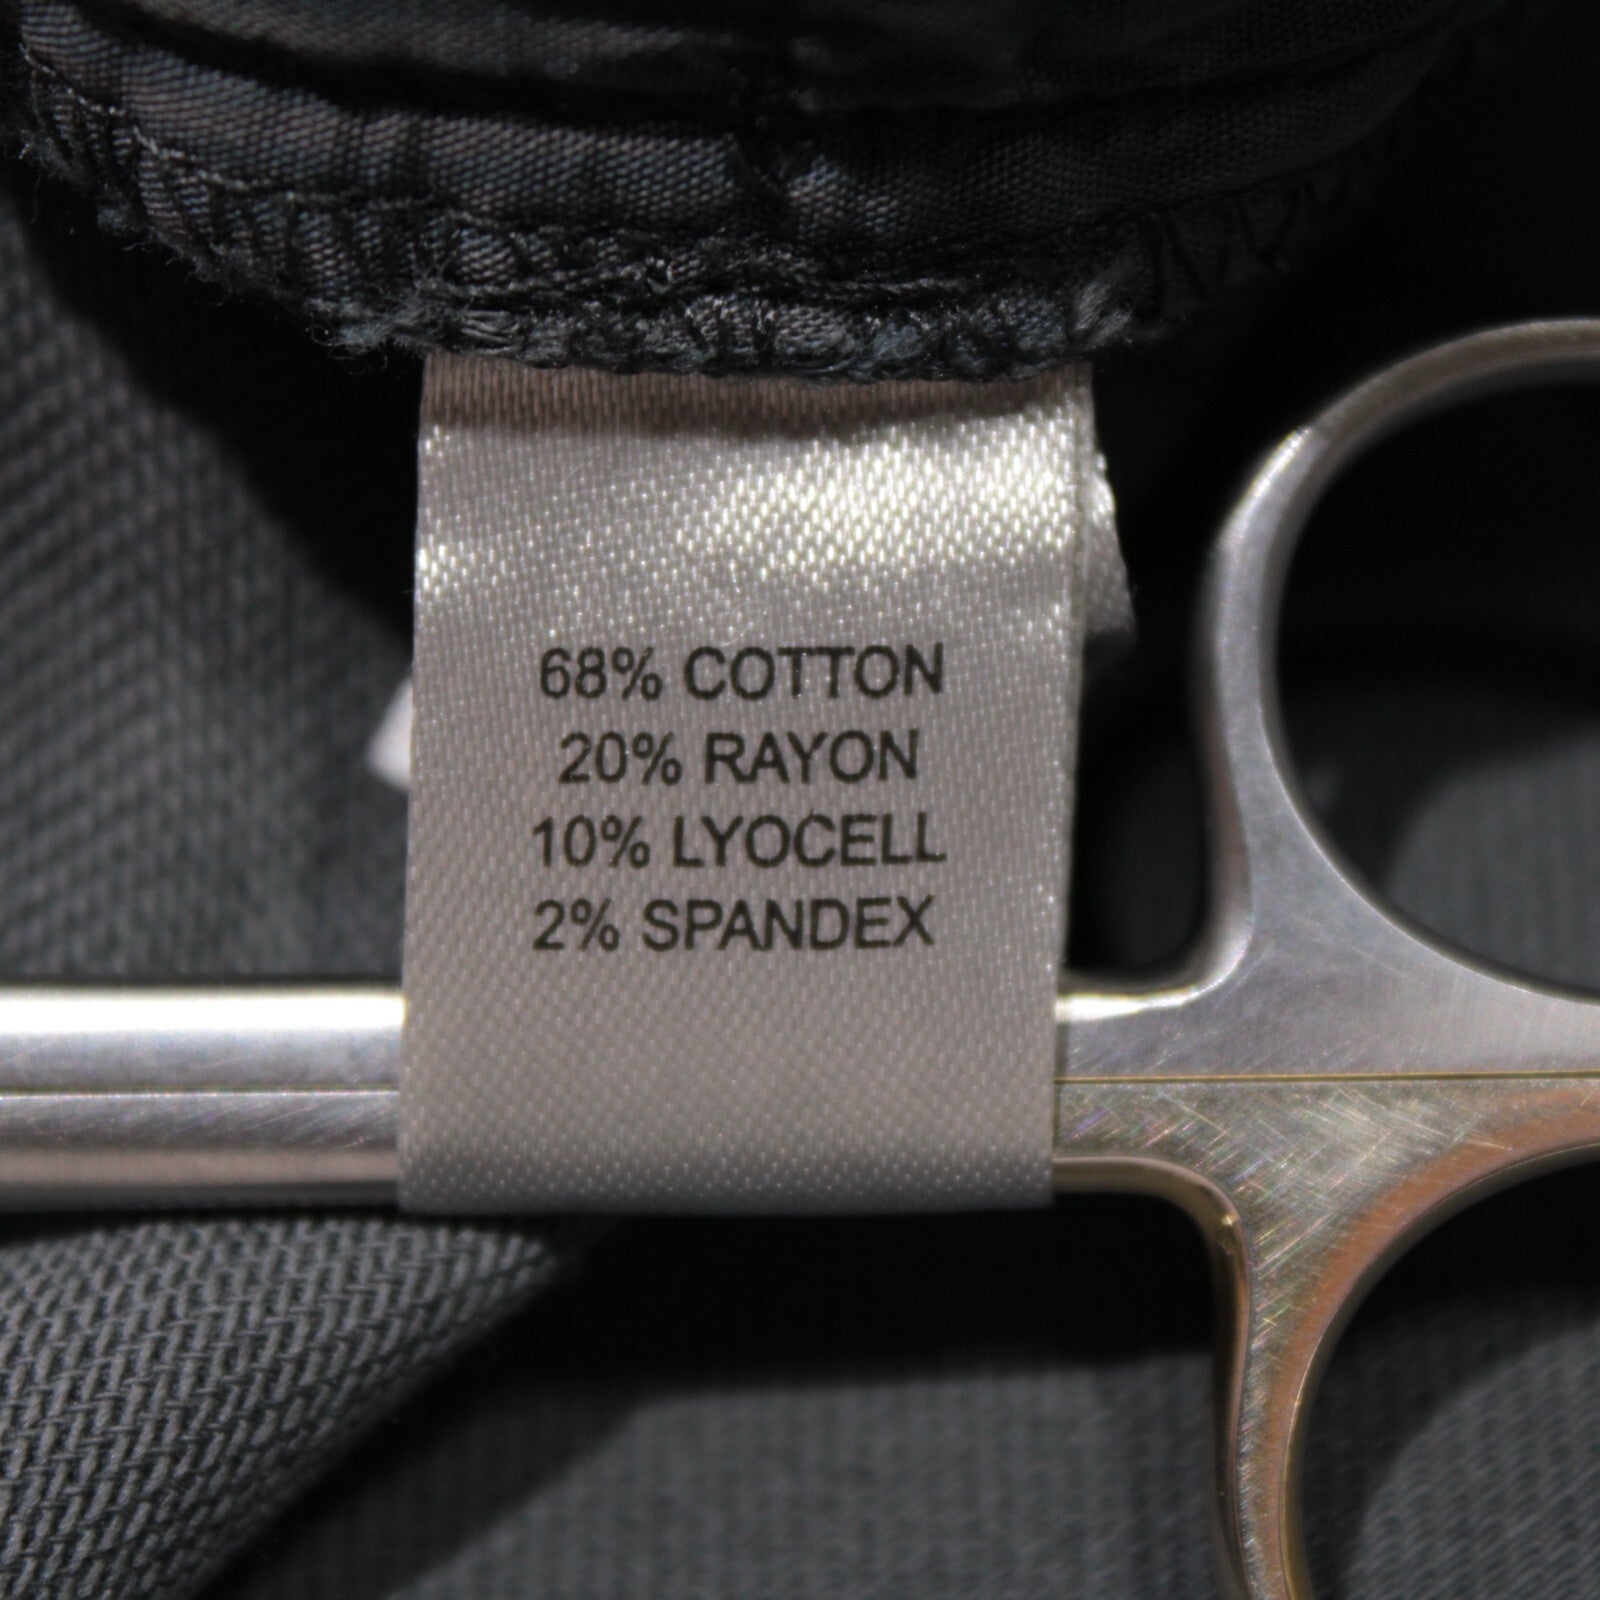 68% COTTON
20% RAYON
10% LYOCELL
2% SPANDEX